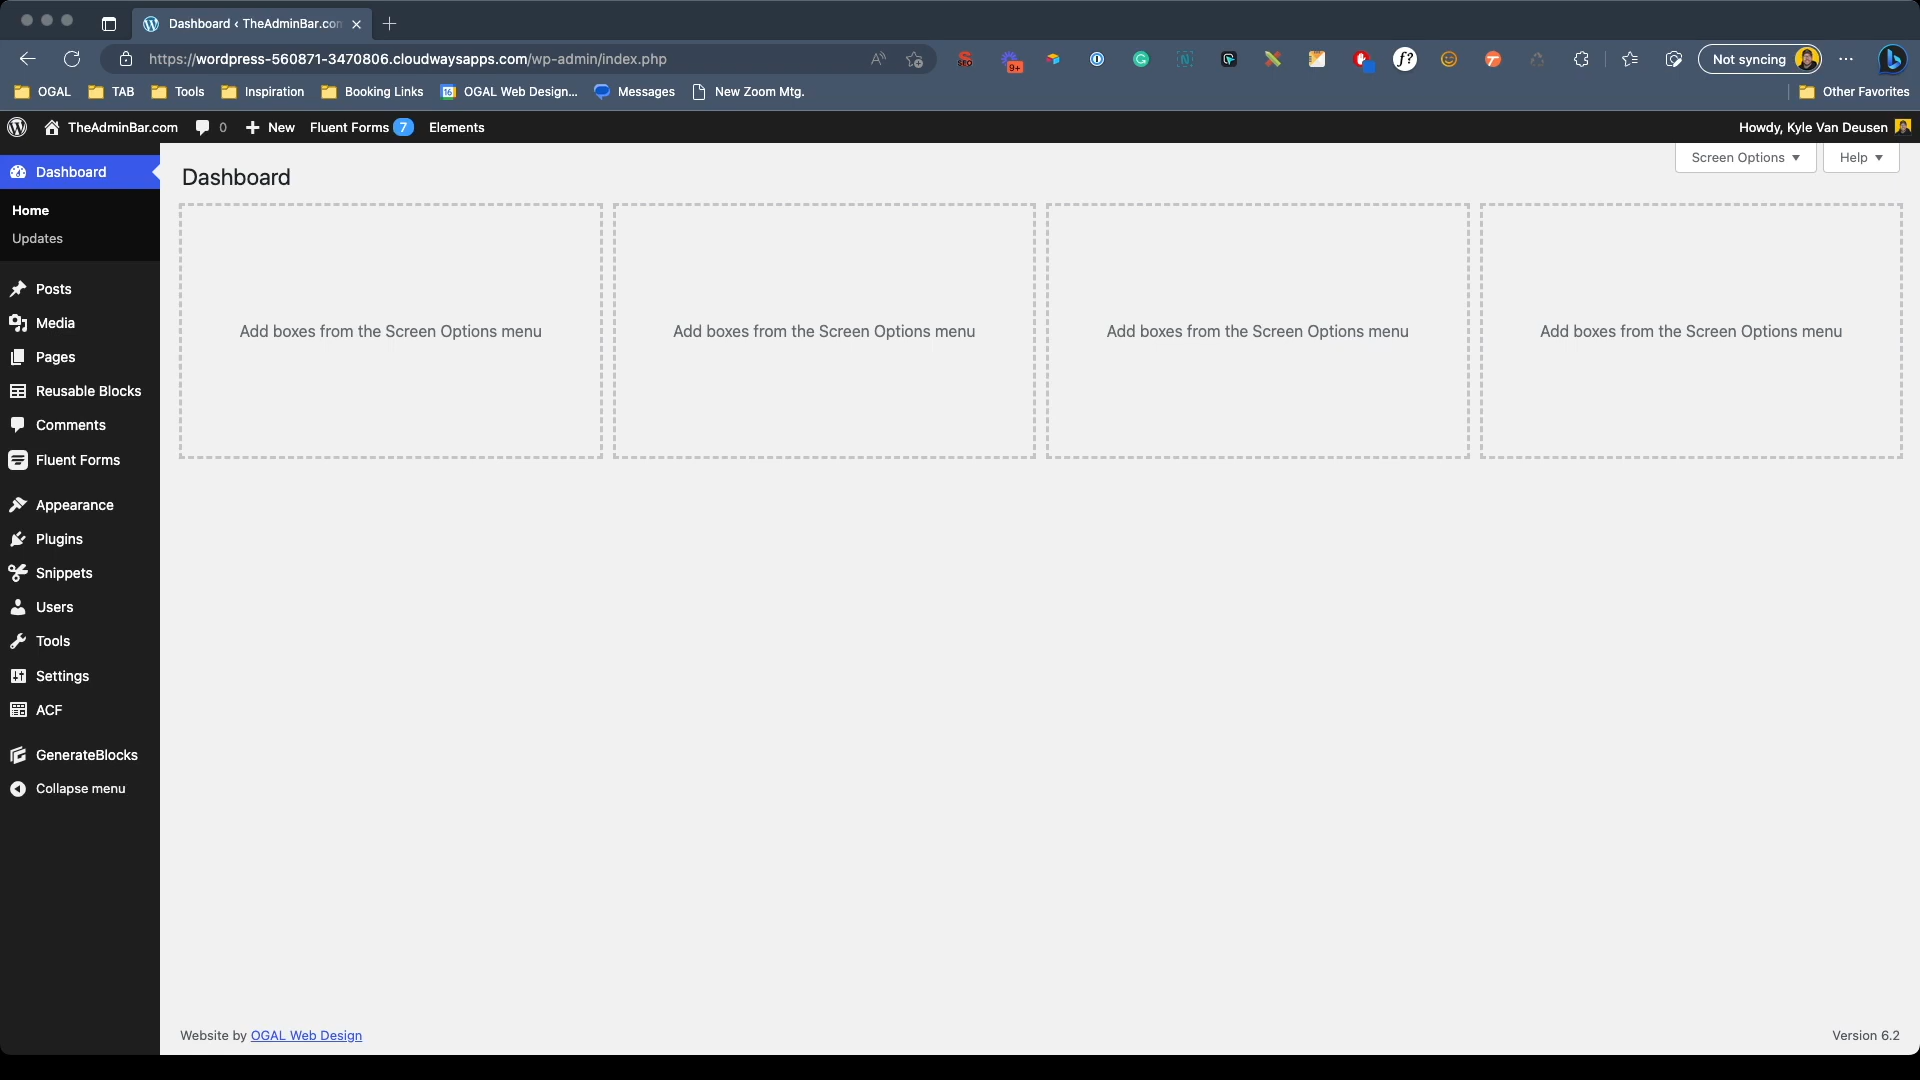 Dashboard ‹ TheAdminBar.con
https://wordpress-560871-3470806.cloudwaysapps.com/wp-admin/index.php
SEO
9+
f?
Not syncing
OGAL
TAB
Tools
Inspiration
Booking Links
16
OGAL Web Design...
Messages
New Zoom Mtg.
Other Favorites
TheAdminBar.com
0
New
Fluent Forms 7
Elements
Howdy, Kyle Van Deusen
Dashboard
Home
Updates
Posts
Media
Pages
Reusable Blocks
Comments
Fluent Forms
Appearance
Plugins
Snippets
Users
Tools
Settings
ACF
GenerateBlocks
Collapse menu
Screen Options
Help
Dashboard
Add boxes from the Screen Options menu
Add boxes from the Screen Options menu
Add boxes from the Screen Options menu
Add boxes from the Screen Options menu
Website by OGAL Web Design
Version 6.2